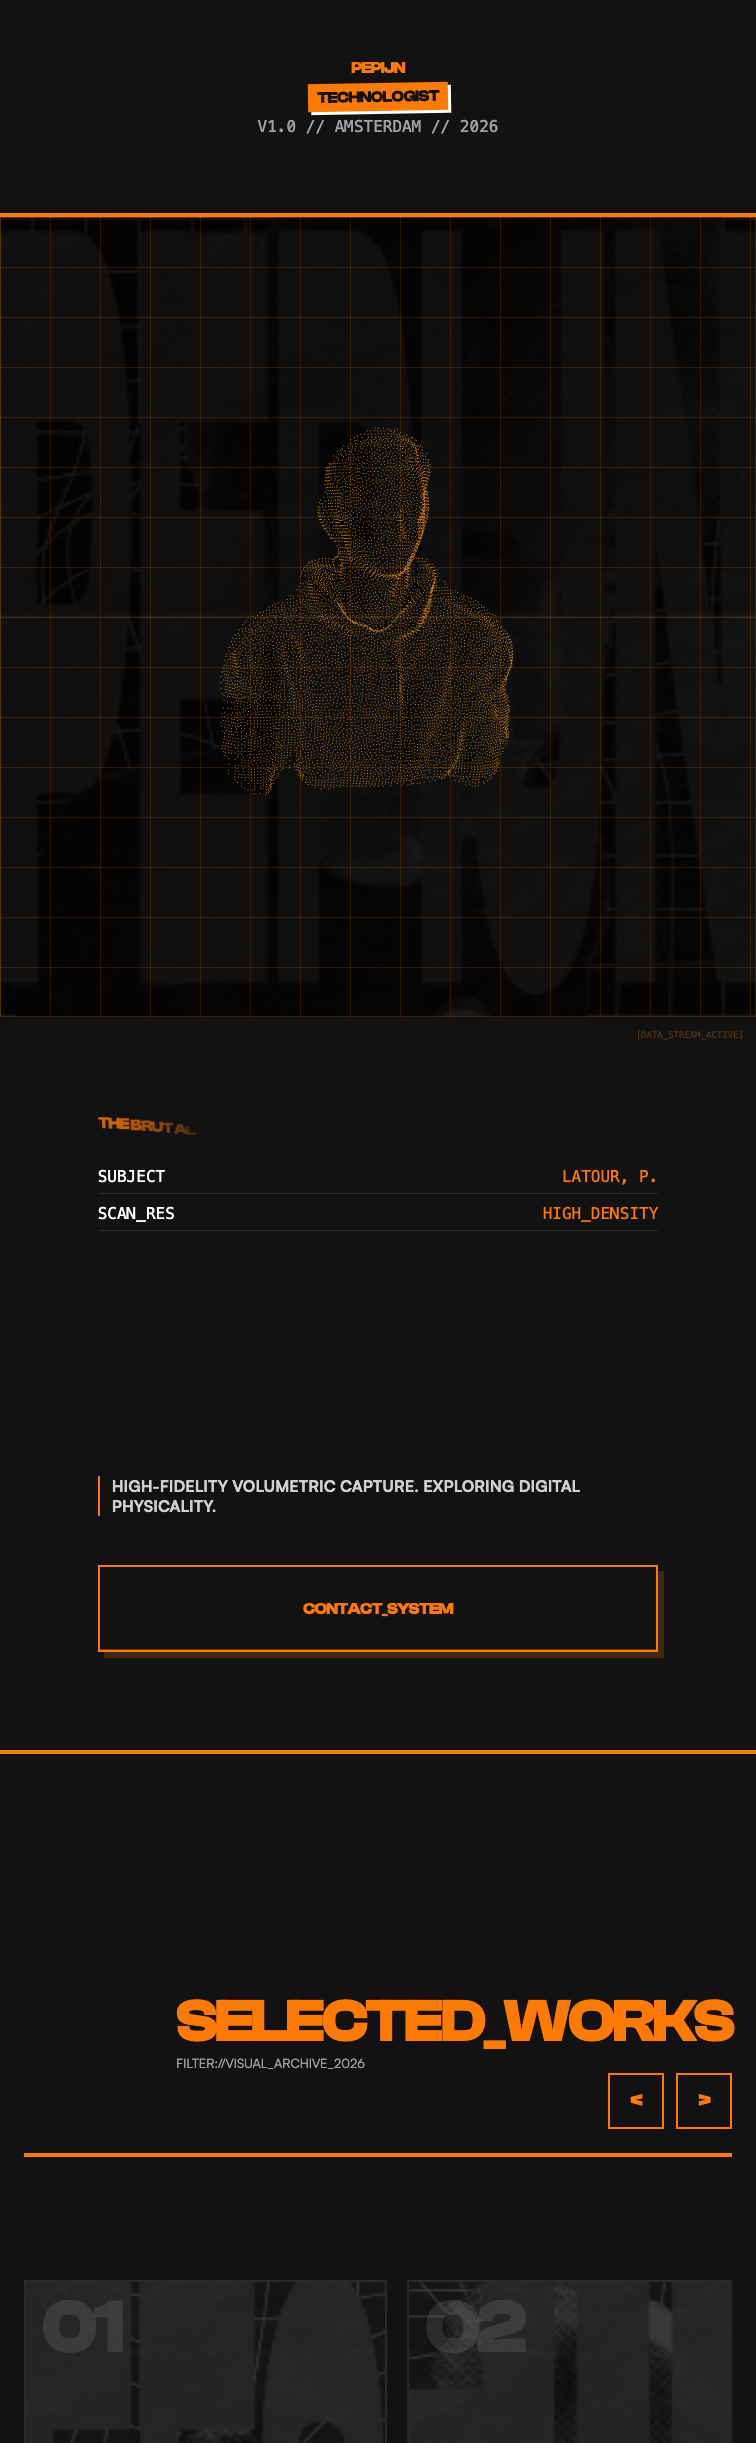 PEPIJN
TECHNOLOGIST
V1.0 // AMSTERDAM // 2026
PEPIJN
[DATA_STREAM_ACTIVE]
THE BRUTAL
SUBJECT LATOUR, P.
SCAN_RES HIGH_DENSITY
HIGH-FIDELITY VOLUMETRIC CAPTURE. EXPLORING DIGITAL
PHYSICALITY.
CONTACT_SYSTEM
SELECTED_WORKS
FILTER://VISUAL_ARCHIVE_2026
< >
01 02